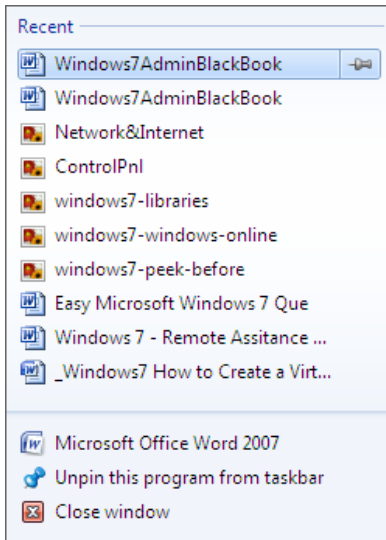 Recent
Windows7AdminBlackBook
Windows7AdminBlackBook
Network&Internet
ControlPnl
windows7-libraries
windows7-windows-online
windows7-peek-before
Easy Microsoft Windows 7 Que
Windows 7 - Remote Assitance ...
_Windows7 How to Create a Virt...
Microsoft Office Word 2007
Unpin this program from taskbar
Close window